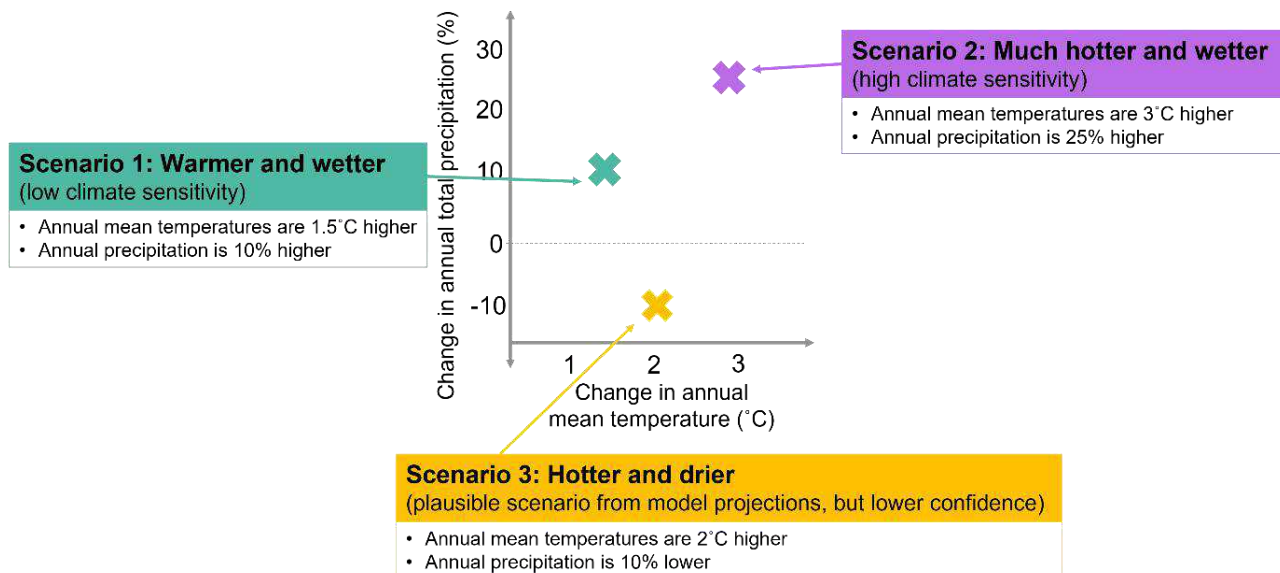 Change in annual total precipitation (%)
30
20
10
0
-10
1 2 3
Change in annual
mean temperature (˚C)
Scenario 1: Warmer and wetter
(low climate sensitivity)
• Annual mean temperatures are 1.5˚C higher
• Annual precipitation is 10% higher
Scenario 2: Much hotter and wetter
(high climate sensitivity)
• Annual mean temperatures are 3˚C higher
• Annual precipitation is 25% higher
Scenario 3: Hotter and drier
(plausible scenario from model projections, but lower confidence)
• Annual mean temperatures are 2˚C higher
• Annual precipitation is 10% lower